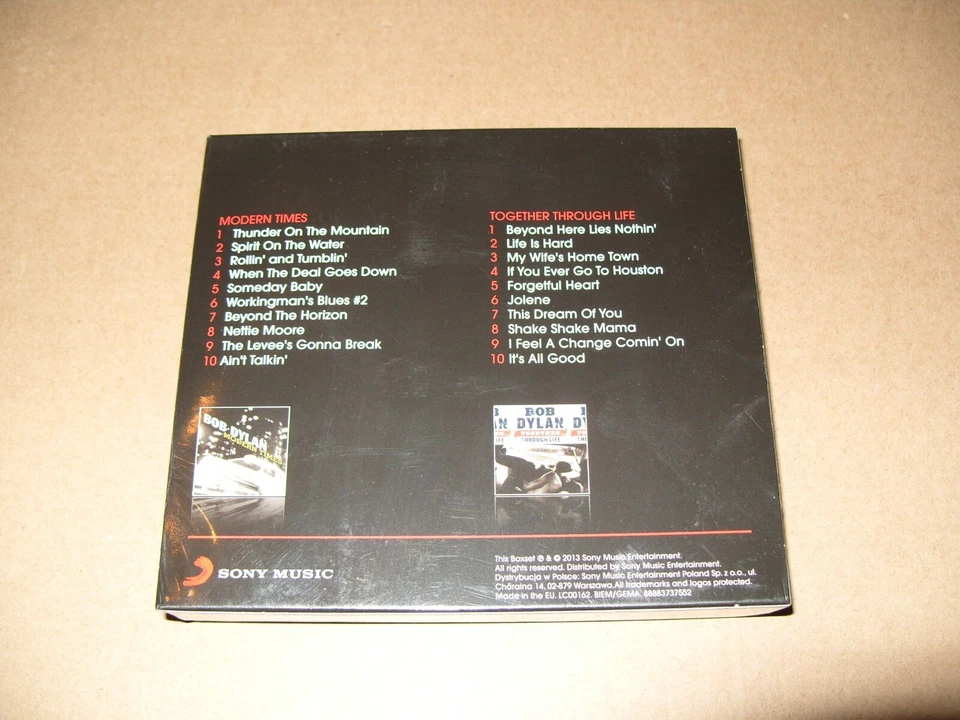 MODERN TIMES
1 Thunder On The Mountain
2 Spirit On The Water
3 Rollin' and Tumblin'
4 When The Deal Goes Down
5 Someday Baby
6 Workingman's Blues #2
7 Beyond The Horizon
8 Nettie Moore
9 The Levee's Gonna Break
10 Ain't Talkin'
TOGETHER THROUGH LIFE
1 Beyond Here Lies Nothin'
2 Life Is Hard
3 My Wife's Home Town
4 If You Ever Go To Houston
5 Forgetful Heart
6 Jolene
7 This Dream Of You
8 Shake Shake Mama
9 I Feel A Change Comin' On
10 It's All Good
BOB DYLAN
MODERN TIMES
BOB
DYLAN
TOGETHER
THROUGH LIFE
SONY MUSIC
This Boxset ℗ & © 2013 Sony Music Entertainment.
All rights reserved. Distributed by Sony Music Entertainment.
Dystrybucja w Polsce: Sony Music Entertainment Poland Sp. z o.o., ul.
Chóralna 14, 02-879 Warszawa.All trademarks and logos protected.
Made in the EU. LC00162. BIEM/GEMA. 88883737552